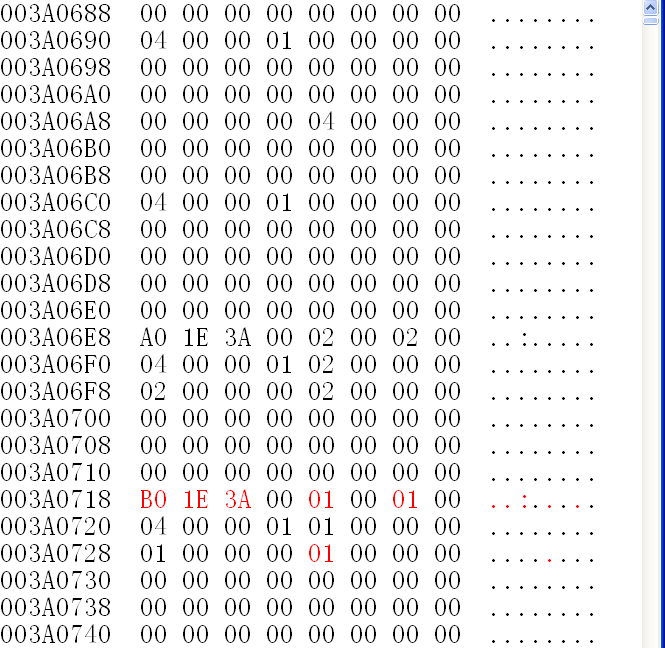 003A0688 00 00 00 00 00 00 00 00 ........
003A0690 04 00 00 01 00 00 00 00 ........
003A0698 00 00 00 00 00 00 00 00 ........
003A06A0 00 00 00 00 00 00 00 00 ........
003A06A8 00 00 00 00 04 00 00 00 ........
003A06B0 00 00 00 00 00 00 00 00 ........
003A06B8 00 00 00 00 00 00 00 00 ........
003A06C0 04 00 00 01 00 00 00 00 ........
003A06C8 00 00 00 00 00 00 00 00 ........
003A06D0 00 00 00 00 00 00 00 00 ........
003A06D8 00 00 00 00 00 00 00 00 ........
003A06E0 00 00 00 00 00 00 00 00 ........
003A06E8 A0 1E 3A 00 02 00 02 00 ..:.....
003A06F0 04 00 00 01 02 00 00 00 ........
003A06F8 02 00 00 00 02 00 00 00 ........
003A0700 00 00 00 00 00 00 00 00 ........
003A0708 00 00 00 00 00 00 00 00 ........
003A0710 00 00 00 00 00 00 00 00 ........
003A0718 B0 1E 3A 00 01 00 01 00 ..:.....
003A0720 04 00 00 01 01 00 00 00 ........
003A0728 01 00 00 00 01 00 00 00 ........
003A0730 00 00 00 00 00 00 00 00 ........
003A0738 00 00 00 00 00 00 00 00 ........
003A0740 00 00 00 00 00 00 00 00 ........